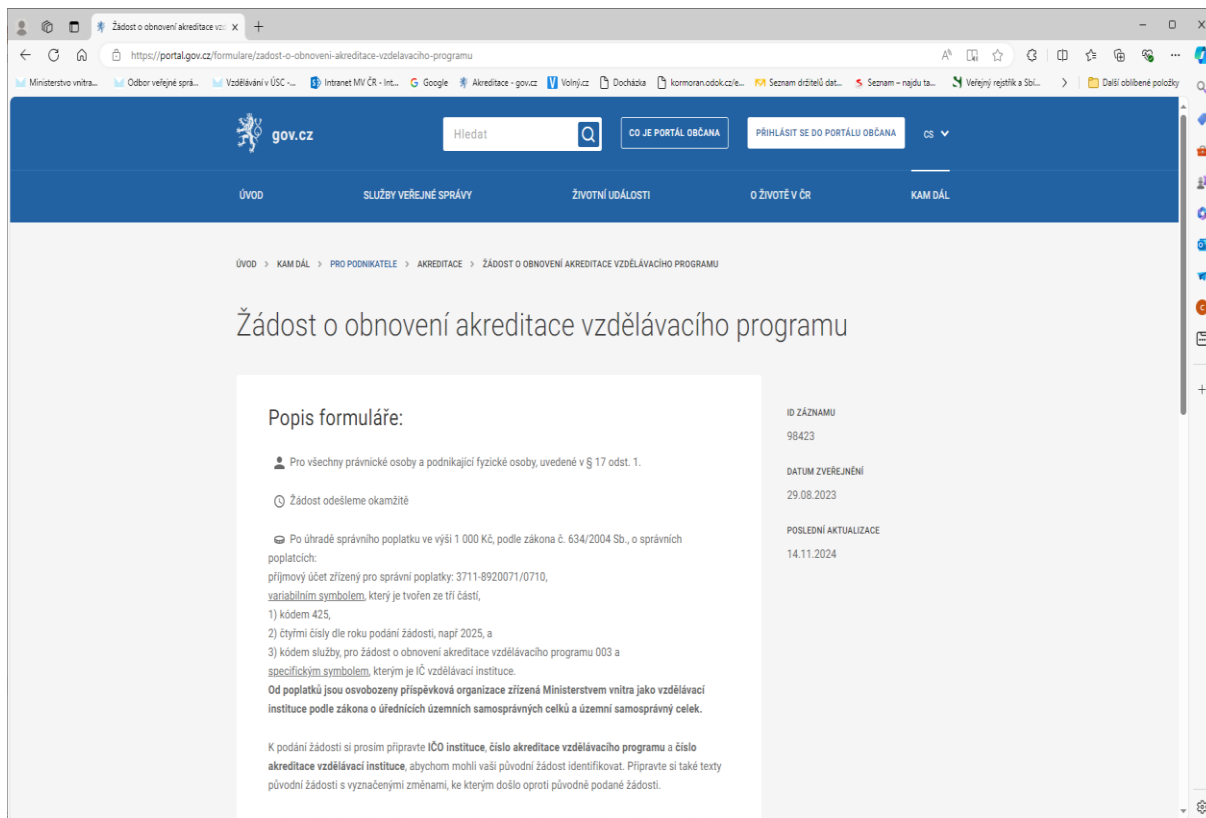 Žádost o obnovení akreditace vz
https://portal.gov.cz/formulare/zadost-o-obnoveni-akreditace-vzdelavaciho-programu
Ministerstvo vnitra... Odbor veřejné sprá... Vzdělávání v ÚSC -... Intranet MV ČR - Int... Google Akreditace - gov.cz Volný.cz Docházka kormoran.odok.cz/e... Seznam držitelů dat... Seznam – najdu ta... Veřejný rejstřík a Sbí... Další oblíbené položky
gov.cz Hledat CO JE PORTÁL OBČANA PŘIHLÁSIT SE DO PORTÁLU OBČANA CS
ÚVOD SLUŽBY VEŘEJNÉ SPRÁVY ŽIVOTNÍ UDÁLOSTI O ŽIVOTĚ V ČR KAM DÁL
ÚVOD > KAM DÁL > PRO PODNIKATELE > AKREDITACE > ŽÁDOST O OBNOVENÍ AKREDITACE VZDĚLÁVACÍHO PROGRAMU
Žádost o obnovení akreditace vzdělávacího programu
Popis formuláře:
Pro všechny právnické osoby a podnikající fyzické osoby, uvedené v § 17 odst. 1.
Žádost odešleme okamžitě
Po úhradě správního poplatku ve výši 1 000 Kč, podle zákona č. 634/2004 Sb., o správních
poplatcích:
příjmový účet zřízený pro správní poplatky: 3711-8920071/0710,
variabilním symbolem, který je tvořen ze tří částí,
1) kódem 425,
2) čtyřmi čísly dle roku podání žádosti, např 2025, a
3) kódem služby, pro žádost o obnovení akreditace vzdělávacího programu 003 a
specifickým symbolem, kterým je IČ vzdělávací instituce.
Od poplatků jsou osvobozeny příspěvková organizace zřízená Ministerstvem vnitra jako vzdělávací
instituce podle zákona o úřednících územních samosprávných celků a územní samosprávný celek.
K podání žádosti si prosím připravte IČO instituce, číslo akreditace vzdělávacího programu a číslo
akreditace vzdělávací instituce, abychom mohli vaši původní žádost identifikovat. Připravte si také texty
původní žádosti s vyznačenými změnami, ke kterým došlo oproti původně podané žádosti.
ID ZÁZNAMU
98423
DATUM ZVEŘEJNĚNÍ
29.08.2023
POSLEDNÍ AKTUALIZACE
14.11.2024